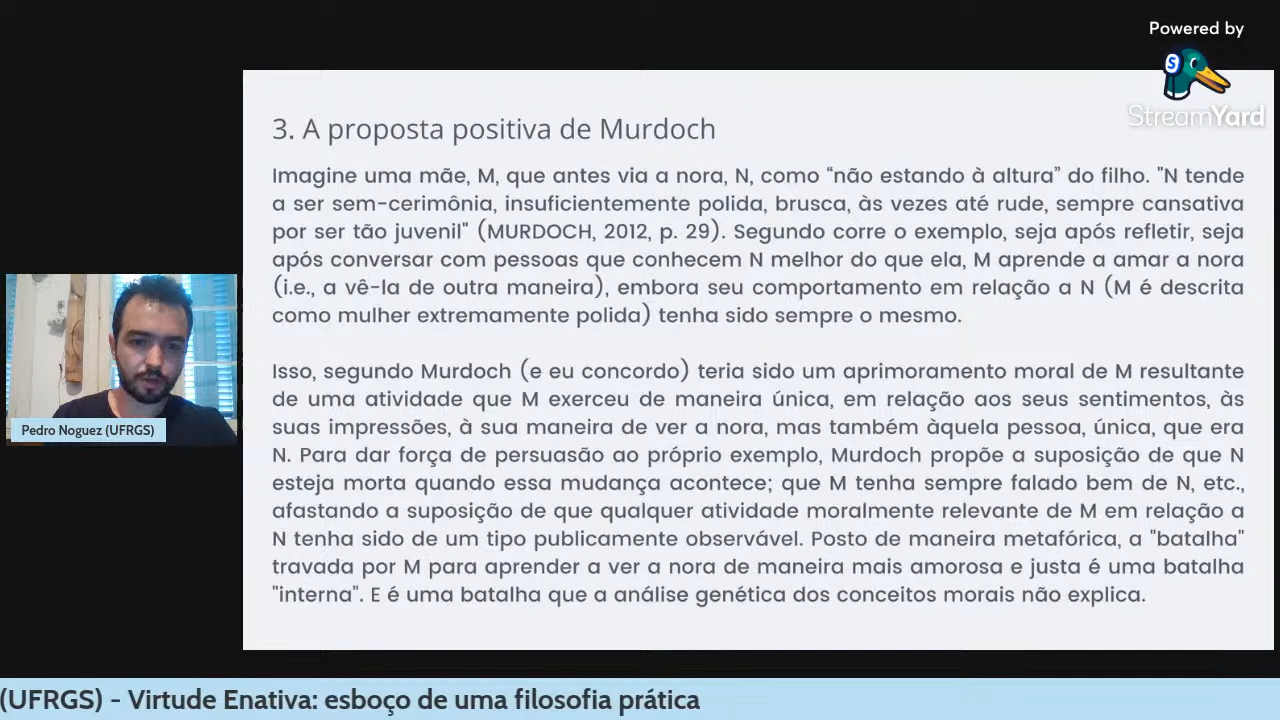 Powered by
S
StreamYard
3. A proposta positiva de Murdoch
Imagine uma mãe, M, que antes via a nora, N, como “não estando à altura” do filho. "N tende
a ser sem-cerimônia, insuficientemente polida, brusca, às vezes até rude, sempre cansativa
por ser tão juvenil" (MURDOCH, 2012, p. 29). Segundo corre o exemplo, seja após refletir, seja
após conversar com pessoas que conhecem N melhor do que ela, M aprende a amar a nora
(i.e., a vê-la de outra maneira), embora seu comportamento em relação a N (M é descrita
como mulher extremamente polida) tenha sido sempre o mesmo.
Isso, segundo Murdoch (e eu concordo) teria sido um aprimoramento moral de M resultante
de uma atividade que M exerceu de maneira única, em relação aos seus sentimentos, às
suas impressões, à sua maneira de ver a nora, mas também àquela pessoa, única, que era
N. Para dar força de persuasão ao próprio exemplo, Murdoch propõe a suposição de que N
esteja morta quando essa mudança acontece; que M tenha sempre falado bem de N, etc.,
afastando a suposição de que qualquer atividade moralmente relevante de M em relação a
N tenha sido de um tipo publicamente observável. Posto de maneira metafórica, a "batalha"
travada por M para aprender a ver a nora de maneira mais amorosa e justa é uma batalha
"interna". E é uma batalha que a análise genética dos conceitos morais não explica.
Pedro Noguez (UFRGS)
(UFRGS) - Virtude Enativa: esboço de uma filosofia prática